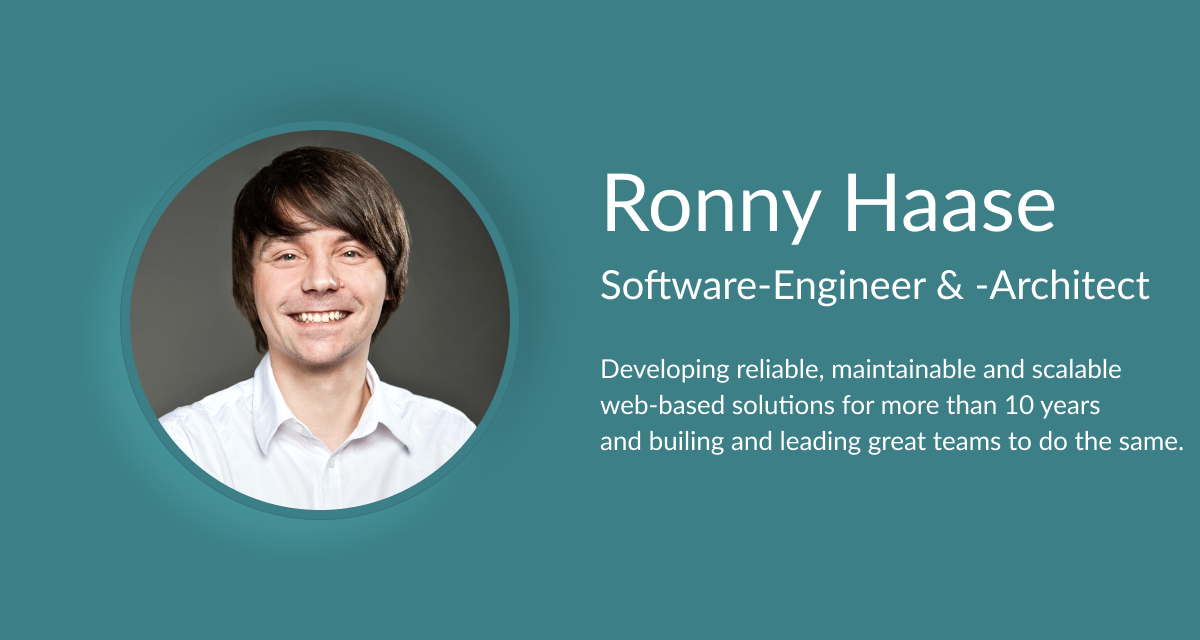 Ronny Haase
Software-Engineer & -Architect
Developing reliable, maintainable and scalable
web-based solutions for more than 10 years
and builing and leading great teams to do the same.